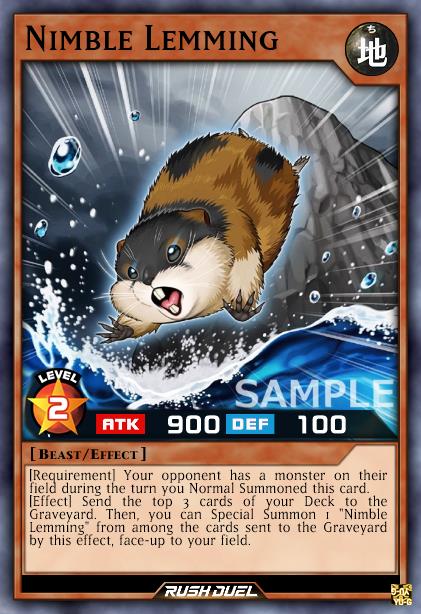 NIMBLE LEMMING
ち
地
SAMPLE
LEVEL
2
ATK 900 DEF 100
[BEAST/EFFECT]
[Requirement] Your opponent has a monster on their
field during the turn you Normal Summoned this card.
[Effect] Send the top 3 cards of your Deck to the
Graveyard. Then, you can Special Summon 1 "Nimble
Lemming" from among the cards sent to the Graveyard
by this effect, face-up to your field.
RUSH DUEL